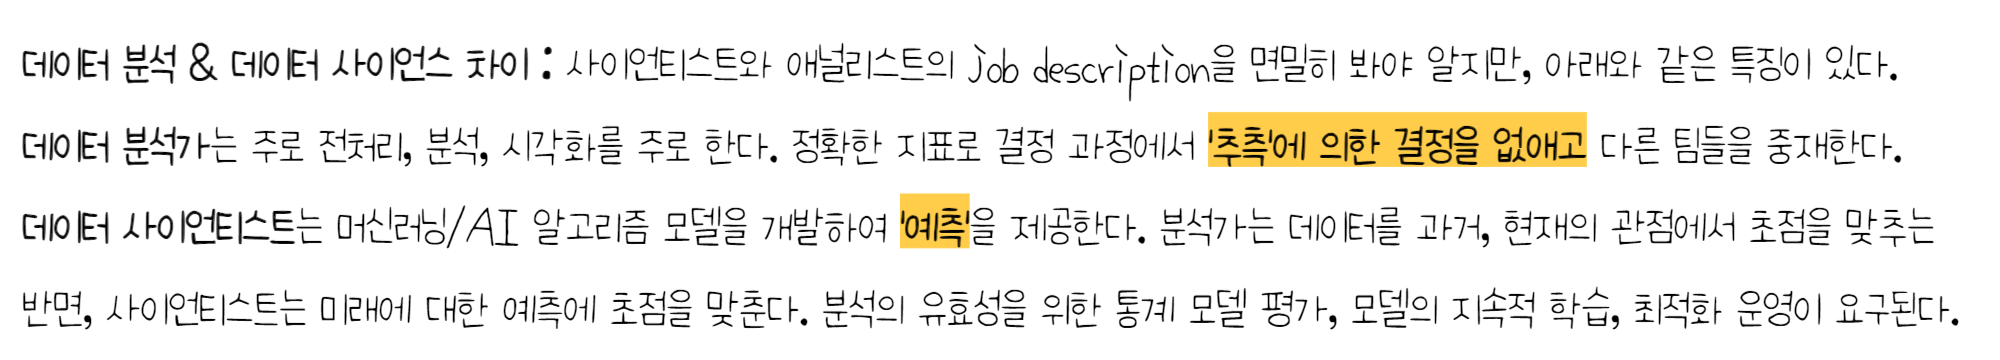 데이터 분석 & 데이터 사이언스 차이 : 사이언티스트와 애널리스트의 job description을 면밀히 봐야 알지만, 아래와 같은 특징이 있다.
데이터 분석가는 주로 전처리, 분석, 시각화를 주로 한다. 정확한 지표로 결정 과정에서 '추측'에 의한 결정을 없애고 다른 팀들을 중재한다.
데이터 사이언티스트는 머신러닝/AI 알고리즘 모델을 개발하여 '예측'을 제공한다. 분석가는 데이터를 과거, 현재의 관점에서 초점을 맞추는
반면, 사이언티스트는 미래에 대한 예측에 초점을 맞춘다. 분석의 유효성을 위한 통계 모델 평가, 모델의 지속적 학습, 최적화 운영이 요구된다.